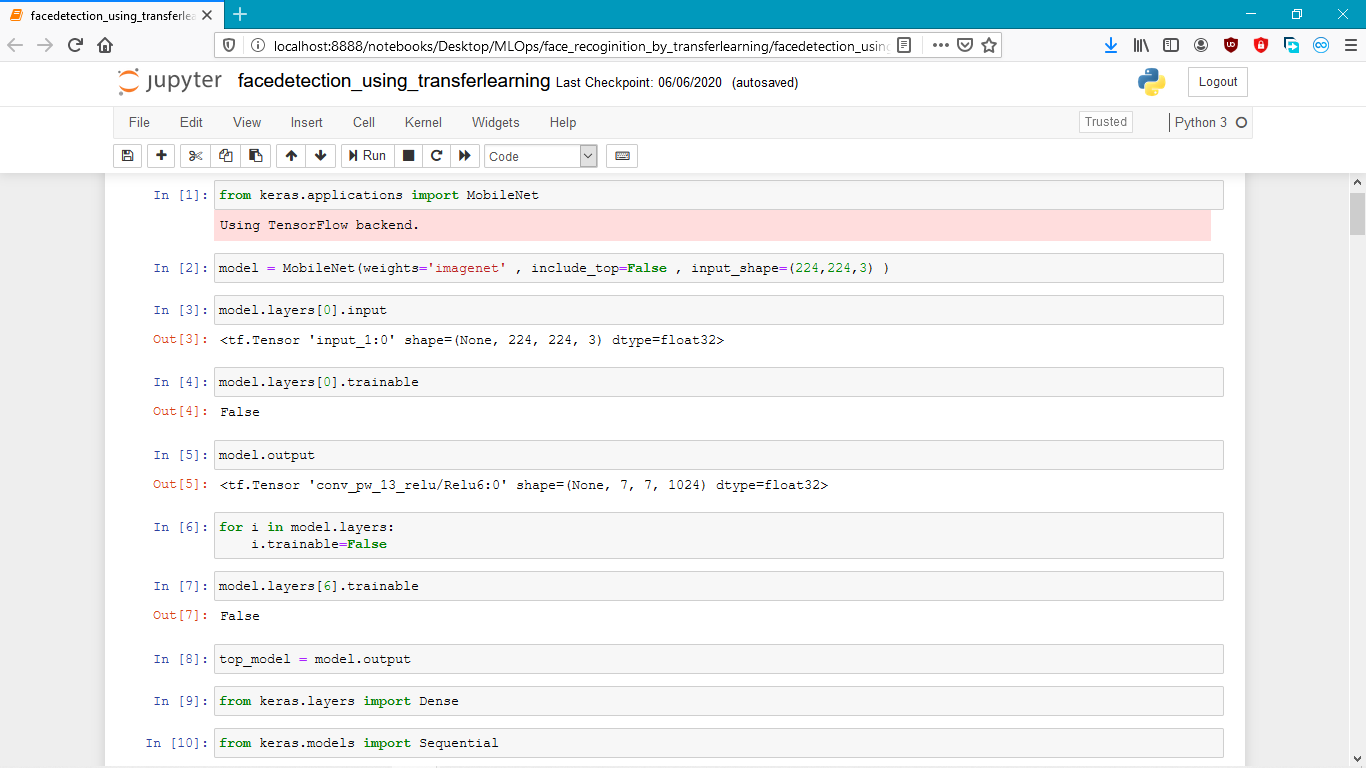 facedetection_using_transferlea
localhost:8888/notebooks/Desktop/MLOps/face_recoginition_by_transferlearning/facedetection_using
jupyter facedetection_using_transferlearning Last Checkpoint: 06/06/2020 (autosaved)
Logout
File Edit View Insert Cell Kernel Widgets Help
Trusted
Python 3
Run
Code
In [1]: from keras.applications import MobileNet
Using TensorFlow backend.
In [2]: model = MobileNet(weights='imagenet' , include_top=False , input_shape=(224,224,3) )
In [3]: model.layers[0].input
Out[3]: <tf.Tensor 'input_1:0' shape=(None, 224, 224, 3) dtype=float32>
In [4]: model.layers[0].trainable
Out[4]: False
In [5]: model.output
Out[5]: <tf.Tensor 'conv_pw_13_relu/Relu6:0' shape=(None, 7, 7, 1024) dtype=float32>
In [6]: for i in model.layers:
i.trainable=False
In [7]: model.layers[6].trainable
Out[7]: False
In [8]: top_model = model.output
In [9]: from keras.layers import Dense
In [10]: from keras.models import Sequential